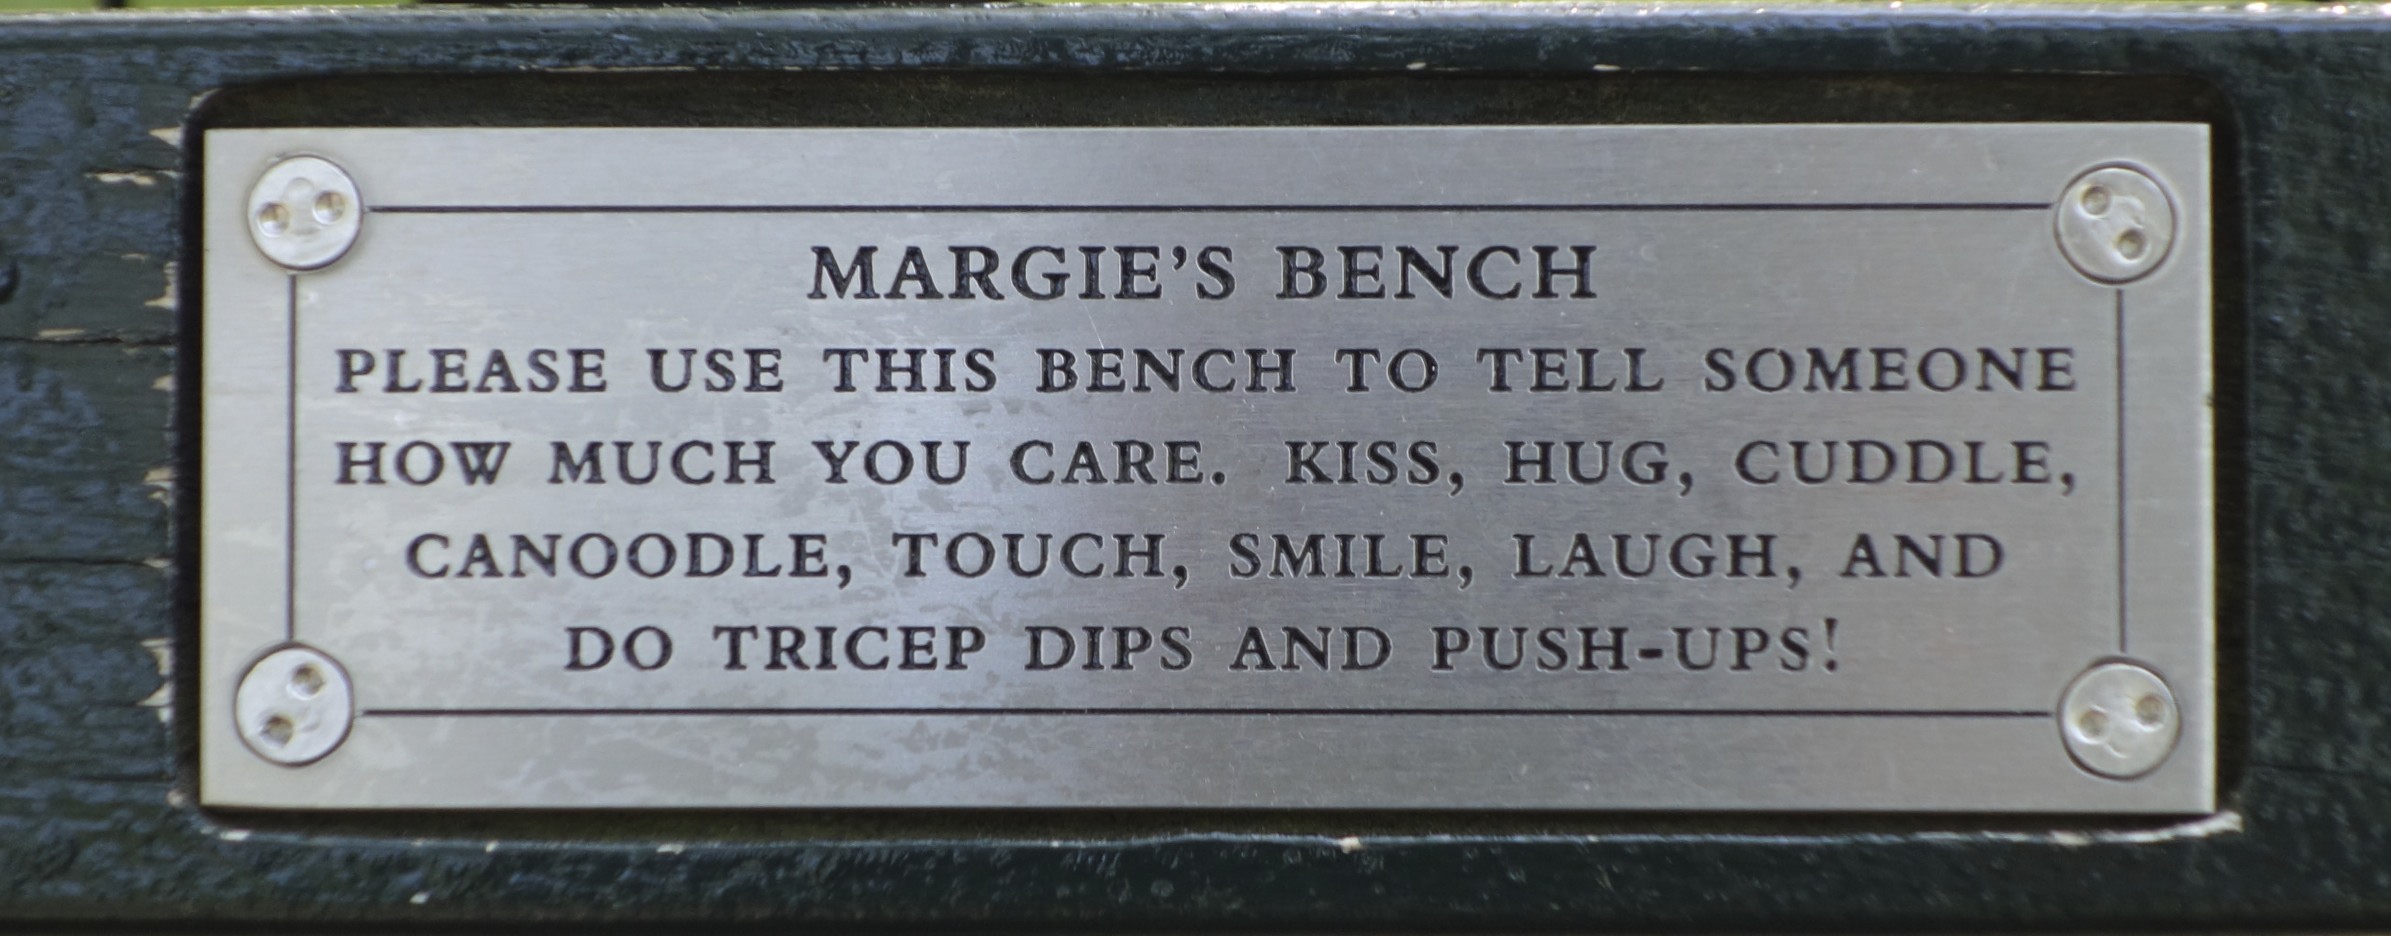 MARGIE'S BENCH
PLEASE USE THIS BENCH TO TELL SOMEONE
HOW MUCH YOU CARE. KISS, HUG, CUDDLE,
CANOODLE, TOUCH, SMILE, LAUGH, AND
DO TRICEP DIPS AND PUSH-UPS!